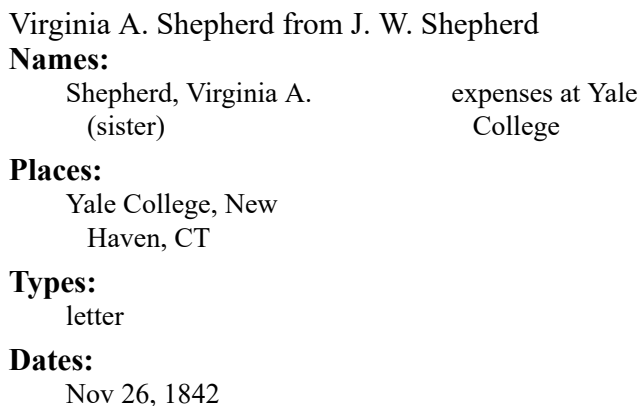 Virginia A. Shepherd from J. W. Shepherd
Names:
Shepherd, Virginia A. expenses at Yale
(sister) College
Places:
Yale College, New
Haven, CT
Types:
letter
Dates:
Nov 26, 1842